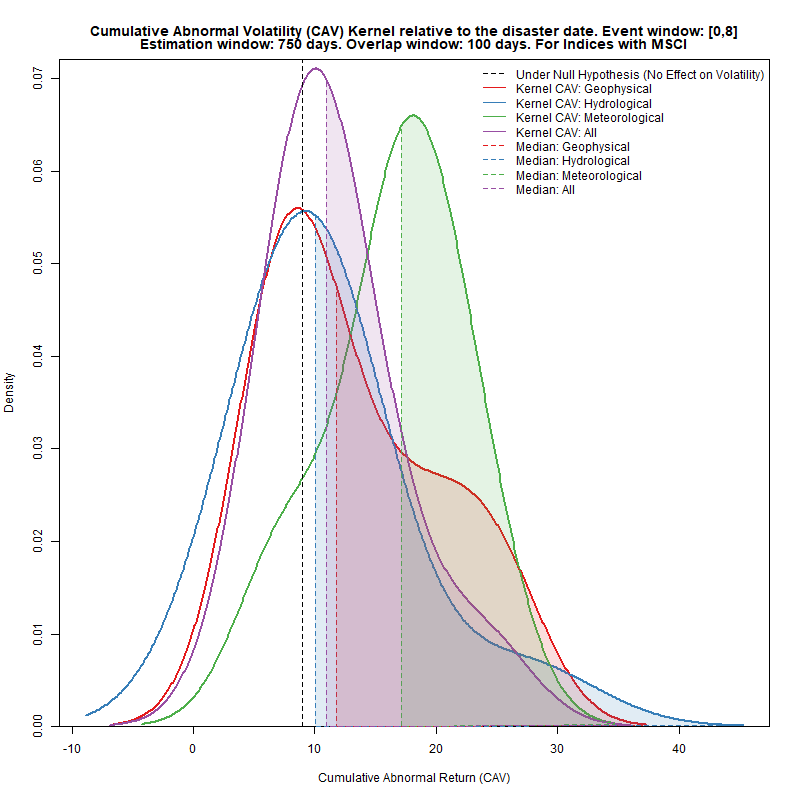 Cumulative Abnormal Volatility (CAV) Kernel relative to the disaster date. Event window: [0,8]
Estimation window: 750 days. Overlap window: 100 days. For Indices with MSCI
Under Null Hypothesis (No Effect on Volatility)
Kernel CAV: Geophysical
Kernel CAV: Hydrological
Kernel CAV: Meteorological
Kernel CAV: All
Median: Geophysical
Median: Hydrological
Median: Meteorological
Median: All
Density
0.07
0.06
0.05
0.04
0.03
0.02
0.01
0.00
-10 0 10 20 30 40
Cumulative Abnormal Return (CAV)